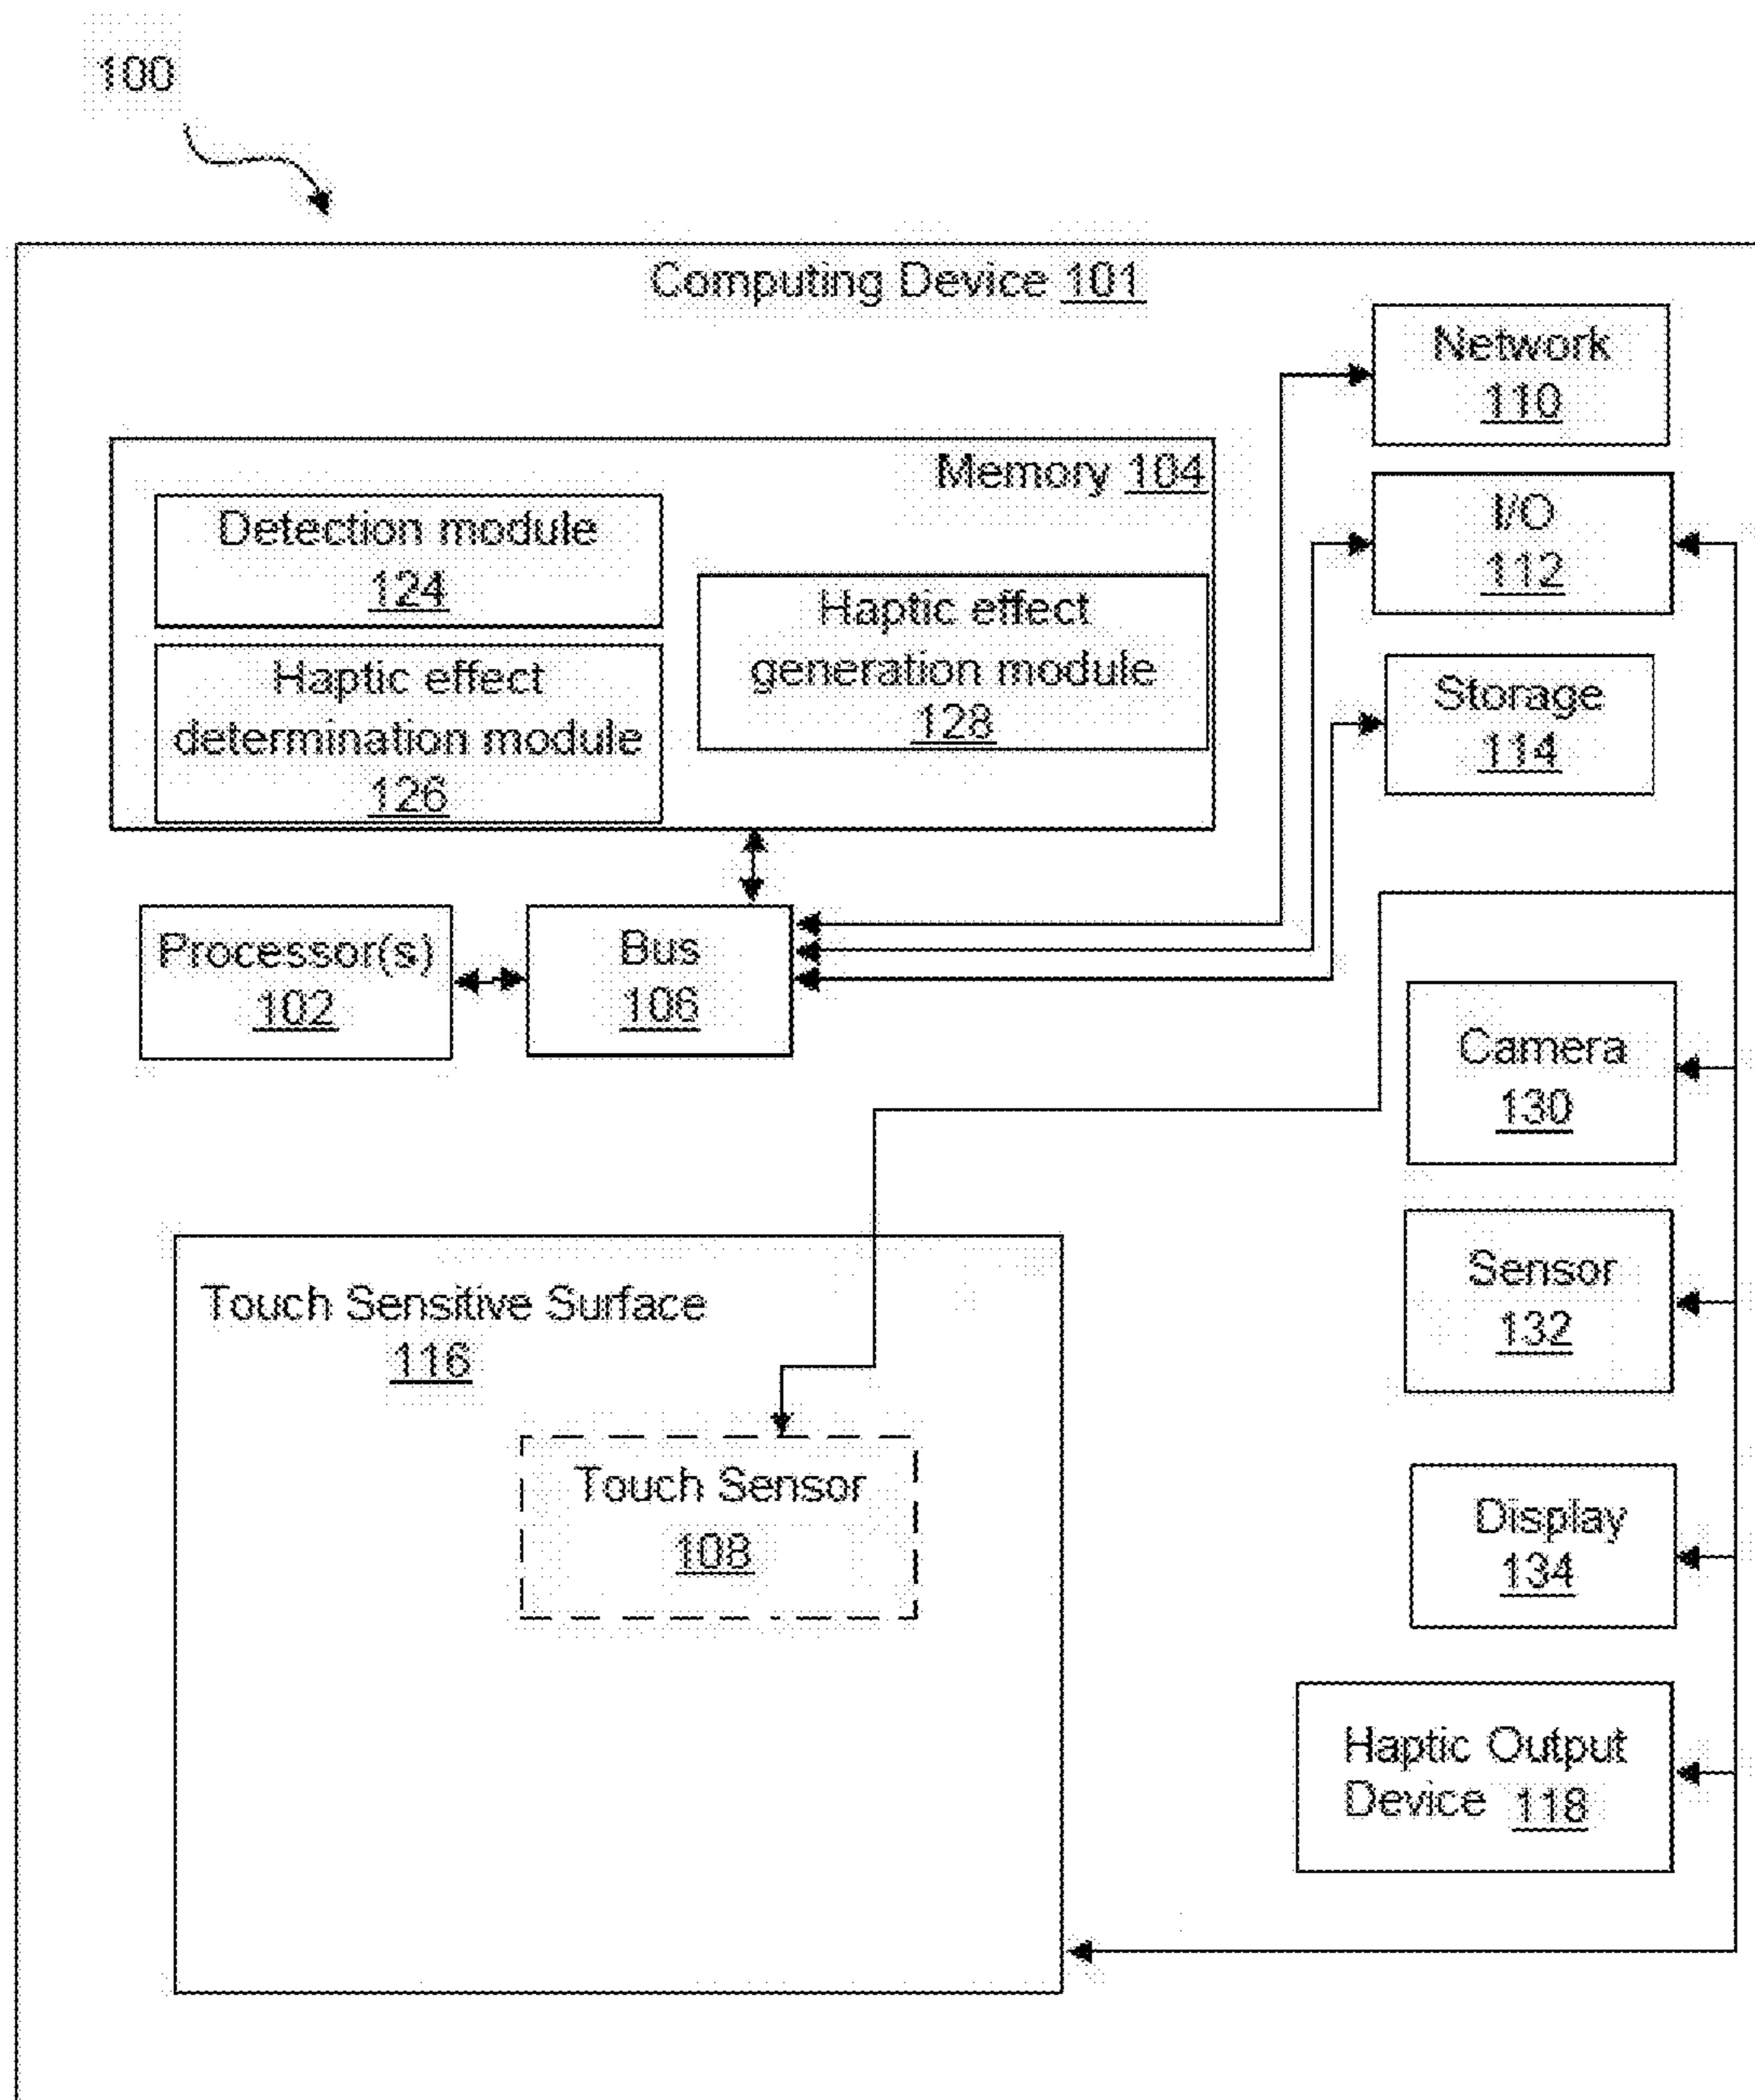 100
Computing Device 101
Network
110
Memory 104
I/O
112
Detection module
124
Haptic effect
generation module
128
Haptic effect
determination module
126
Storage
114
Processor(s)
102
Bus
106
Camera
130
Touch Sensitive Surface
116
Sensor
132
Touch Sensor
108
Display
134
Haptic Output
Device 118